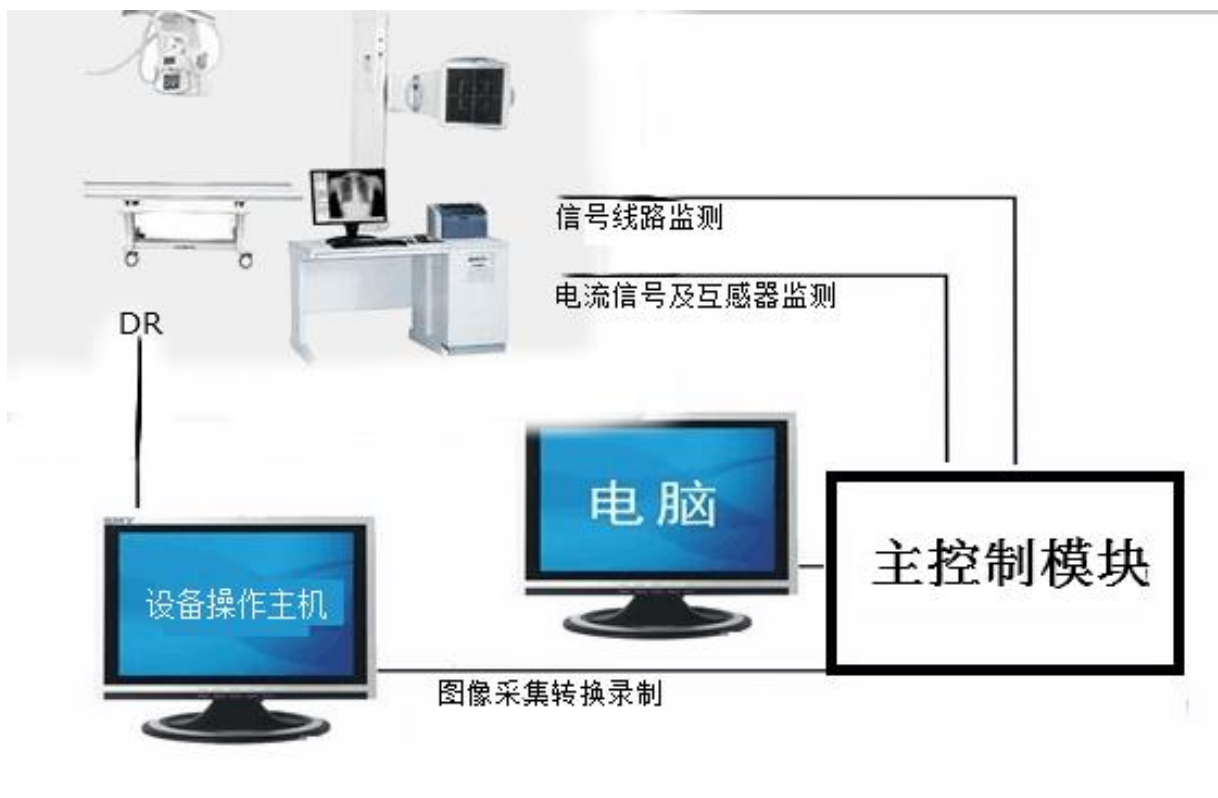 信号线路监测
电流信号及互感器监测
DR
电脑
主控制模块
设备操作主机
图像采集转换录制